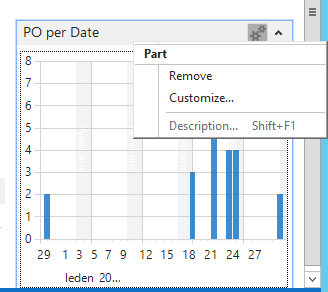 PO per Date
Part
Remove
Customize...
Description... Shift+F1
8
7
6
5
4
3
2
1
0
29 1 3 5 7 9 12 15 18 21 24 27
leden 20...